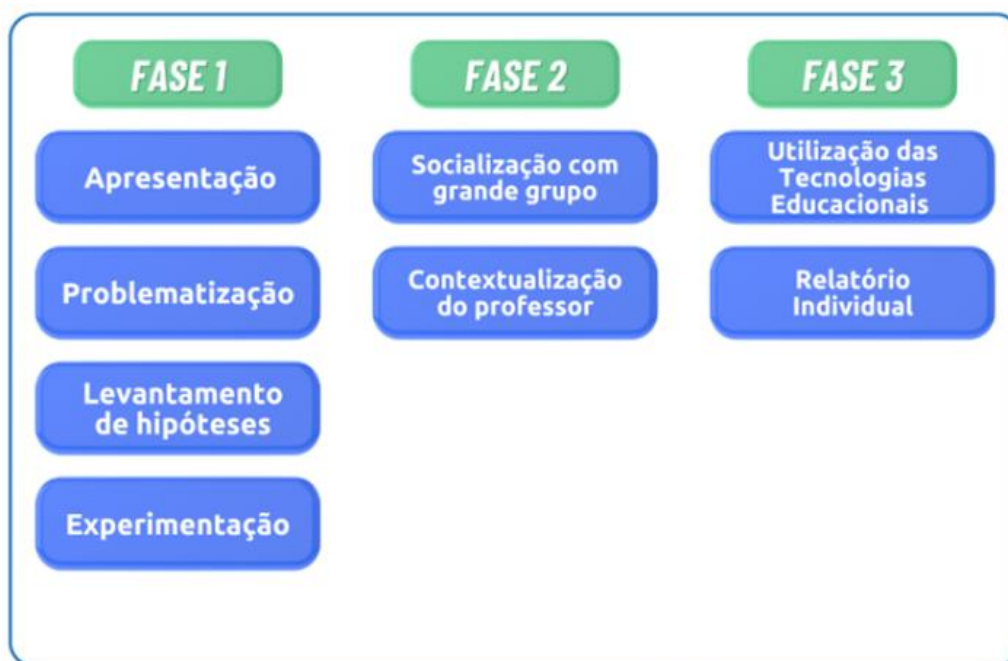 FASE 1
Apresentação
Problematização
Levantamento
de hipóteses
Experimentação
FASE 2
Socialização com
grande grupo
Contextualização
do professor
FASE 3
Utilização das
Tecnologias
Educacionais
Relatório
Individual